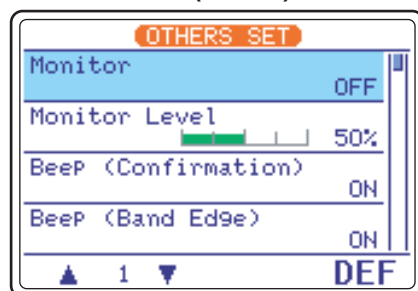 OTHERS SET
Monitor
OFF
Monitor Level
50%
Beep (Confirmation)
ON
Beep (Band Edge)
ON
▲ 1 ▼ DEF